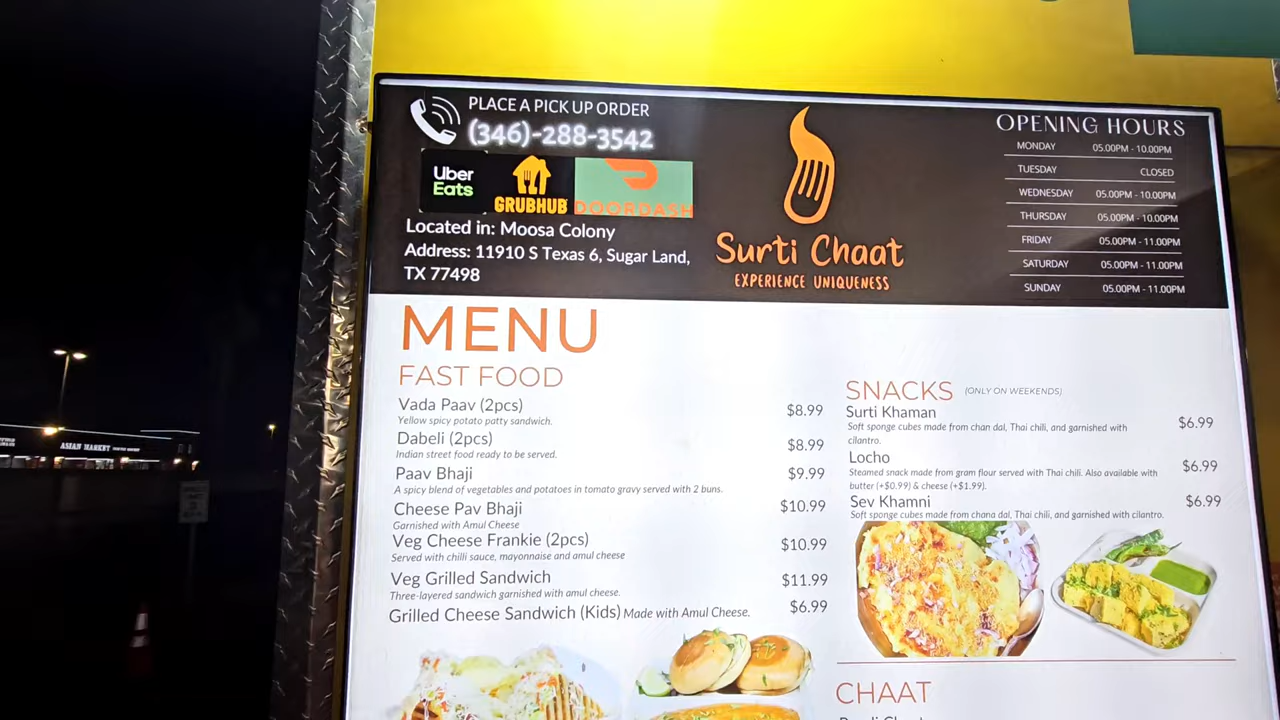 PLACE A PICK UP ORDER
(346)-288-3542
Uber
Eats
GRUBHUB
DOORDASH
Located in: Moosa Colony
Address: 11910 S Texas 6, Sugar Land,
TX 77498
Surti Chaat
EXPERIENCE UNIQUENESS
OPENING HOURS
MONDAY 05.00PM - 10.00PM
TUESDAY CLOSED
WEDNESDAY 05.00PM - 10.00PM
THURSDAY 05.00PM - 10.00PM
FRIDAY 05.00PM - 11.00PM
SATURDAY 05.00PM - 11.00PM
SUNDAY 05.00PM - 11.00PM
MENU
FAST FOOD
Vada Paav (2pcs) $8.99
Yellow spicy potato patty sandwich.
Dabeli (2pcs) $8.99
Indian street food ready to be served.
Paav Bhaji $9.99
A spicy blend of vegetables and potatoes in tomato gravy served with 2 buns.
Cheese Pav Bhaji $10.99
Garnished with Amul Cheese
Veg Cheese Frankie (2pcs) $10.99
Served with chilli sauce, mayonnaise and amul cheese
Veg Grilled Sandwich $11.99
Three-layered sandwich garnished with amul cheese.
Grilled Cheese Sandwich (Kids) Made with Amul Cheese. $6.99
SNACKS (ONLY ON WEEKENDS)
Surti Khaman $6.99
Soft sponge cubes made from chan dal, Thai chili, and garnished with
cilantro.
Locho $6.99
Steamed snack made from gram flour served with Thai chili. Also available with
butter (+$0.99) & cheese (+$1.99).
Sev Khamni $6.99
Soft sponge cubes made from chana dal, Thai chili, and garnished with cilantro.
CHAAT
ASIAN MARKET